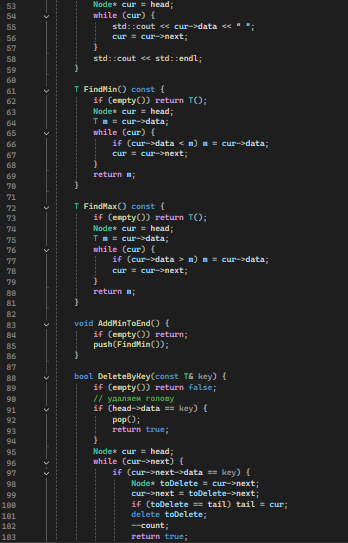 53 Node* cur = head;
54 while (cur) {
55 std::cout << cur->data << " ";
56 cur = cur->next;
57 }
58 std::cout << std::endl;
59 }
60
61 T FindMin() const {
62 if (empty()) return T();
63 Node* cur = head;
64 T m = cur->data;
65 while (cur) {
66 if (cur->data < m) m = cur->data;
67 cur = cur->next;
68 }
69 return m;
70 }
71
72 T FindMax() const {
73 if (empty()) return T();
74 Node* cur = head;
75 T m = cur->data;
76 while (cur) {
77 if (cur->data > m) m = cur->data;
78 cur = cur->next;
79 }
80 return m;
81 }
82
83 void AddMinToEnd() {
84 if (empty()) return;
85 push(FindMin());
86 }
87
88 bool DeleteByKey(const T& key) {
89 if (empty()) return false;
90 // удаляем голову
91 if (head->data == key) {
92 pop();
93 return true;
94 }
95 Node* cur = head;
96 while (cur->next) {
97 if (cur->next->data == key) {
98 Node* toDelete = cur->next;
99 cur->next = toDelete->next;
100 if (toDelete == tail) tail = cur;
101 delete toDelete;
102 --count;
103 return true;